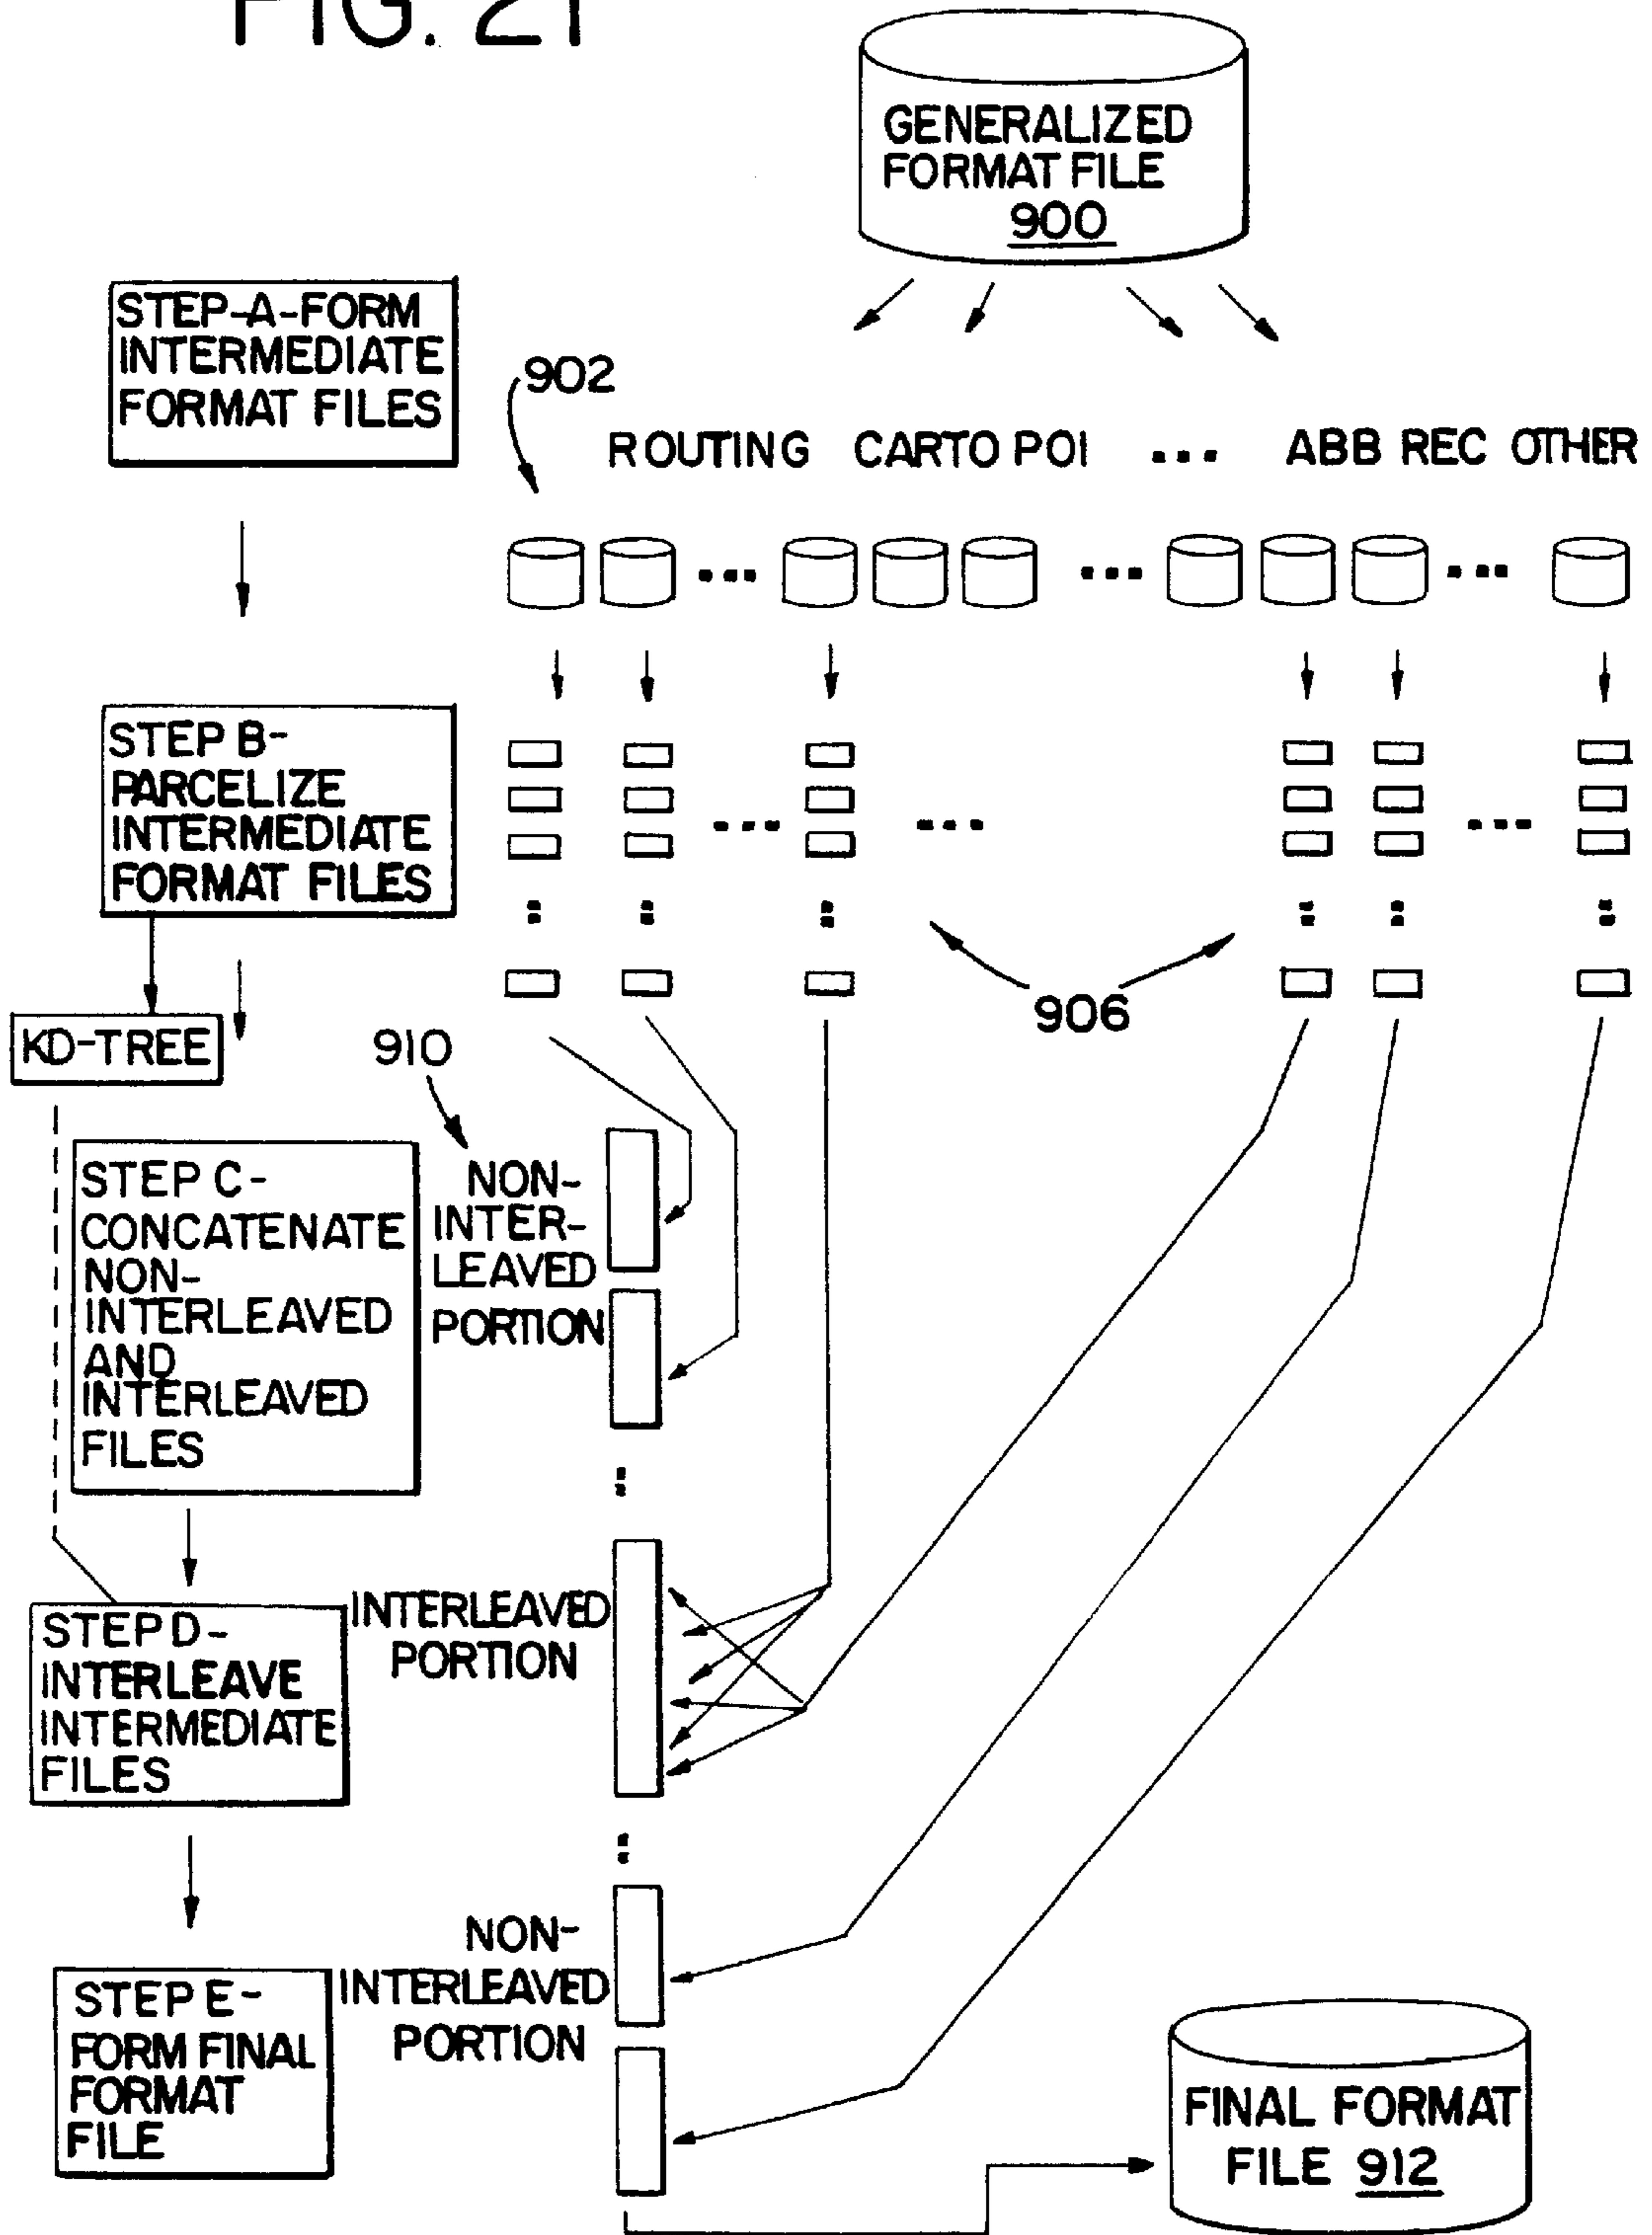 FIG. 21
GENERALIZED
FORMAT FILE
900
STEP-A-FORM
INTERMEDIATE
FORMAT FILES
902
ROUTING CARTO POI ... ABB REC OTHER
STEP B-
PARCELIZE
INTERMEDIATE
FORMAT FILES
906
KD-TREE
910
STEP C-
CONCATENATE
NON-
INTERLEAVED
AND
INTERLEAVED
FILES
NON-
INTER-
LEAVED
PORTION
STEP D-
INTERLEAVE
INTERMEDIATE
FILES
INTERLEAVED
PORTION
STEP E-
FORM FINAL
FORMAT
FILE
NON-
INTERLEAVED
PORTION
FINAL FORMAT
FILE 912